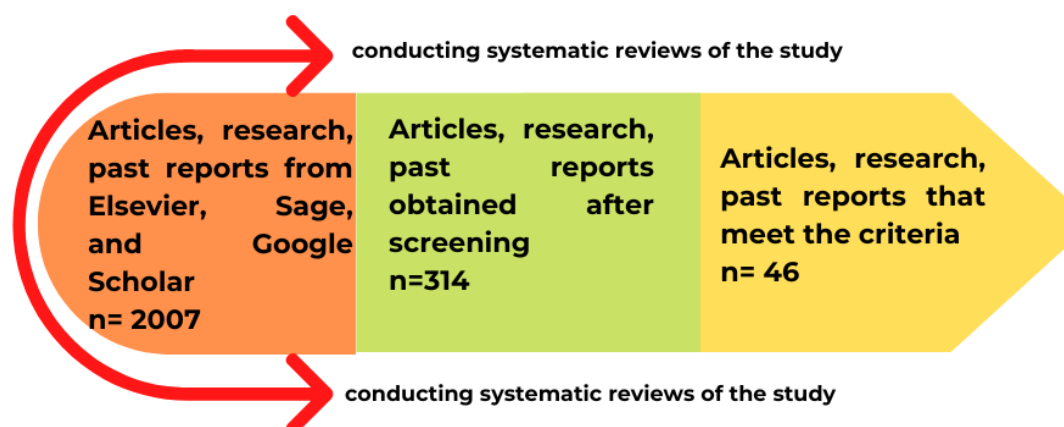 conducting systematic reviews of the study
Articles, research,
past reports from
Elsevier, Sage,
and Google
Scholar
n= 2007
Articles, research,
past reports
obtained after
screening
n=314
Articles, research,
past reports that
meet the criteria
n= 46
conducting systematic reviews of the study